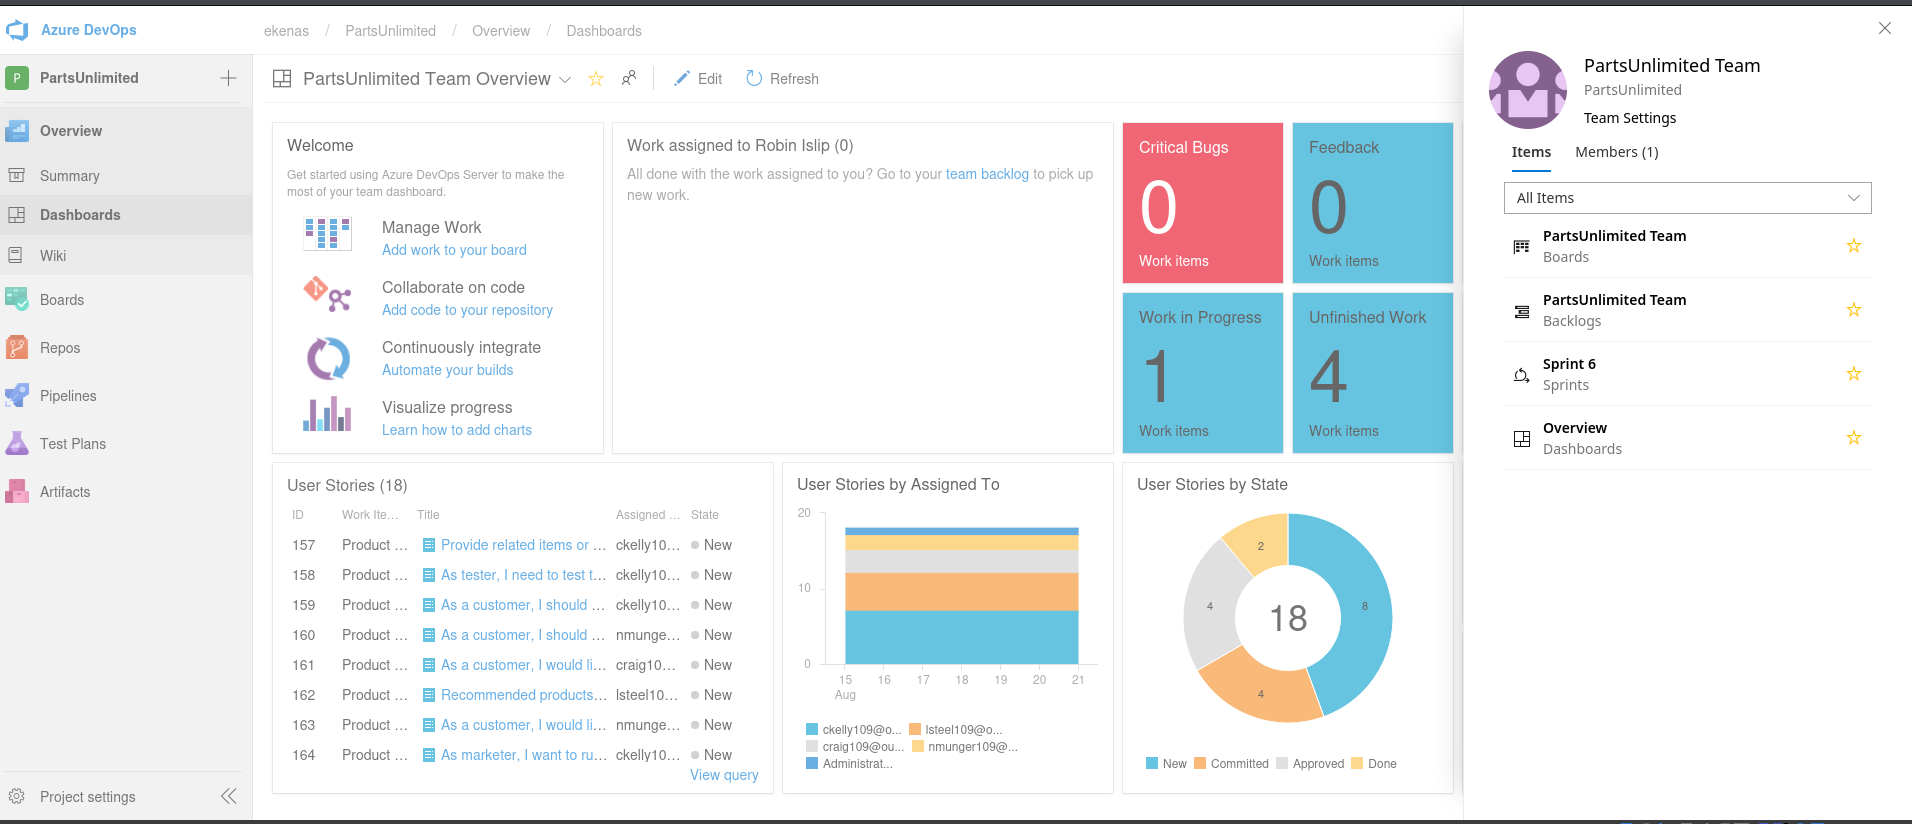 Azure DevOps
ekenas / PartsUnlimited / Overview / Dashboards
P PartsUnlimited
Overview
Summary
Dashboards
Wiki
Boards
Repos
Pipelines
Test Plans
Artifacts
Project settings
PartsUnlimited Team Overview
Edit
Refresh
Welcome
Get started using Azure DevOps Server to make the
most of your team dashboard.
Manage Work
Add work to your board
Collaborate on code
Add code to your repository
Continuously integrate
Automate your builds
Visualize progress
Learn how to add charts
Work assigned to Robin Islip (0)
All done with the work assigned to you? Go to your team backlog to pick up
new work.
Critical Bugs
0
Work items
Feedback
0
Work items
Work in Progress
1
Work items
Unfinished Work
4
Work items
User Stories (18)
ID Work Ite... Title Assigned ... State
157 Product ... Provide related items or ... ckelly10... New
158 Product ... As tester, I need to test t... ckelly10... New
159 Product ... As a customer, I should ... ckelly10... New
160 Product ... As a customer, I should ... nmunge... New
161 Product ... As a customer, I would li... craig10... New
162 Product ... Recommended products... lsteel10... New
163 Product ... As a customer, I would li... nmunge... New
164 Product ... As marketer, I want to ru... ckelly10... New
View query
User Stories by Assigned To
20
10
0
15 16 17 18 19 20 21
Aug
ckelly109@o... lsteel109@o...
craig109@ou... nmunger109@...
Administrat...
User Stories by State
2
4
8
18
4
New Committed Approved Done
PartsUnlimited Team
PartsUnlimited
Team Settings
Items Members (1)
All Items
PartsUnlimited Team
Boards
PartsUnlimited Team
Backlogs
Sprint 6
Sprints
Overview
Dashboards